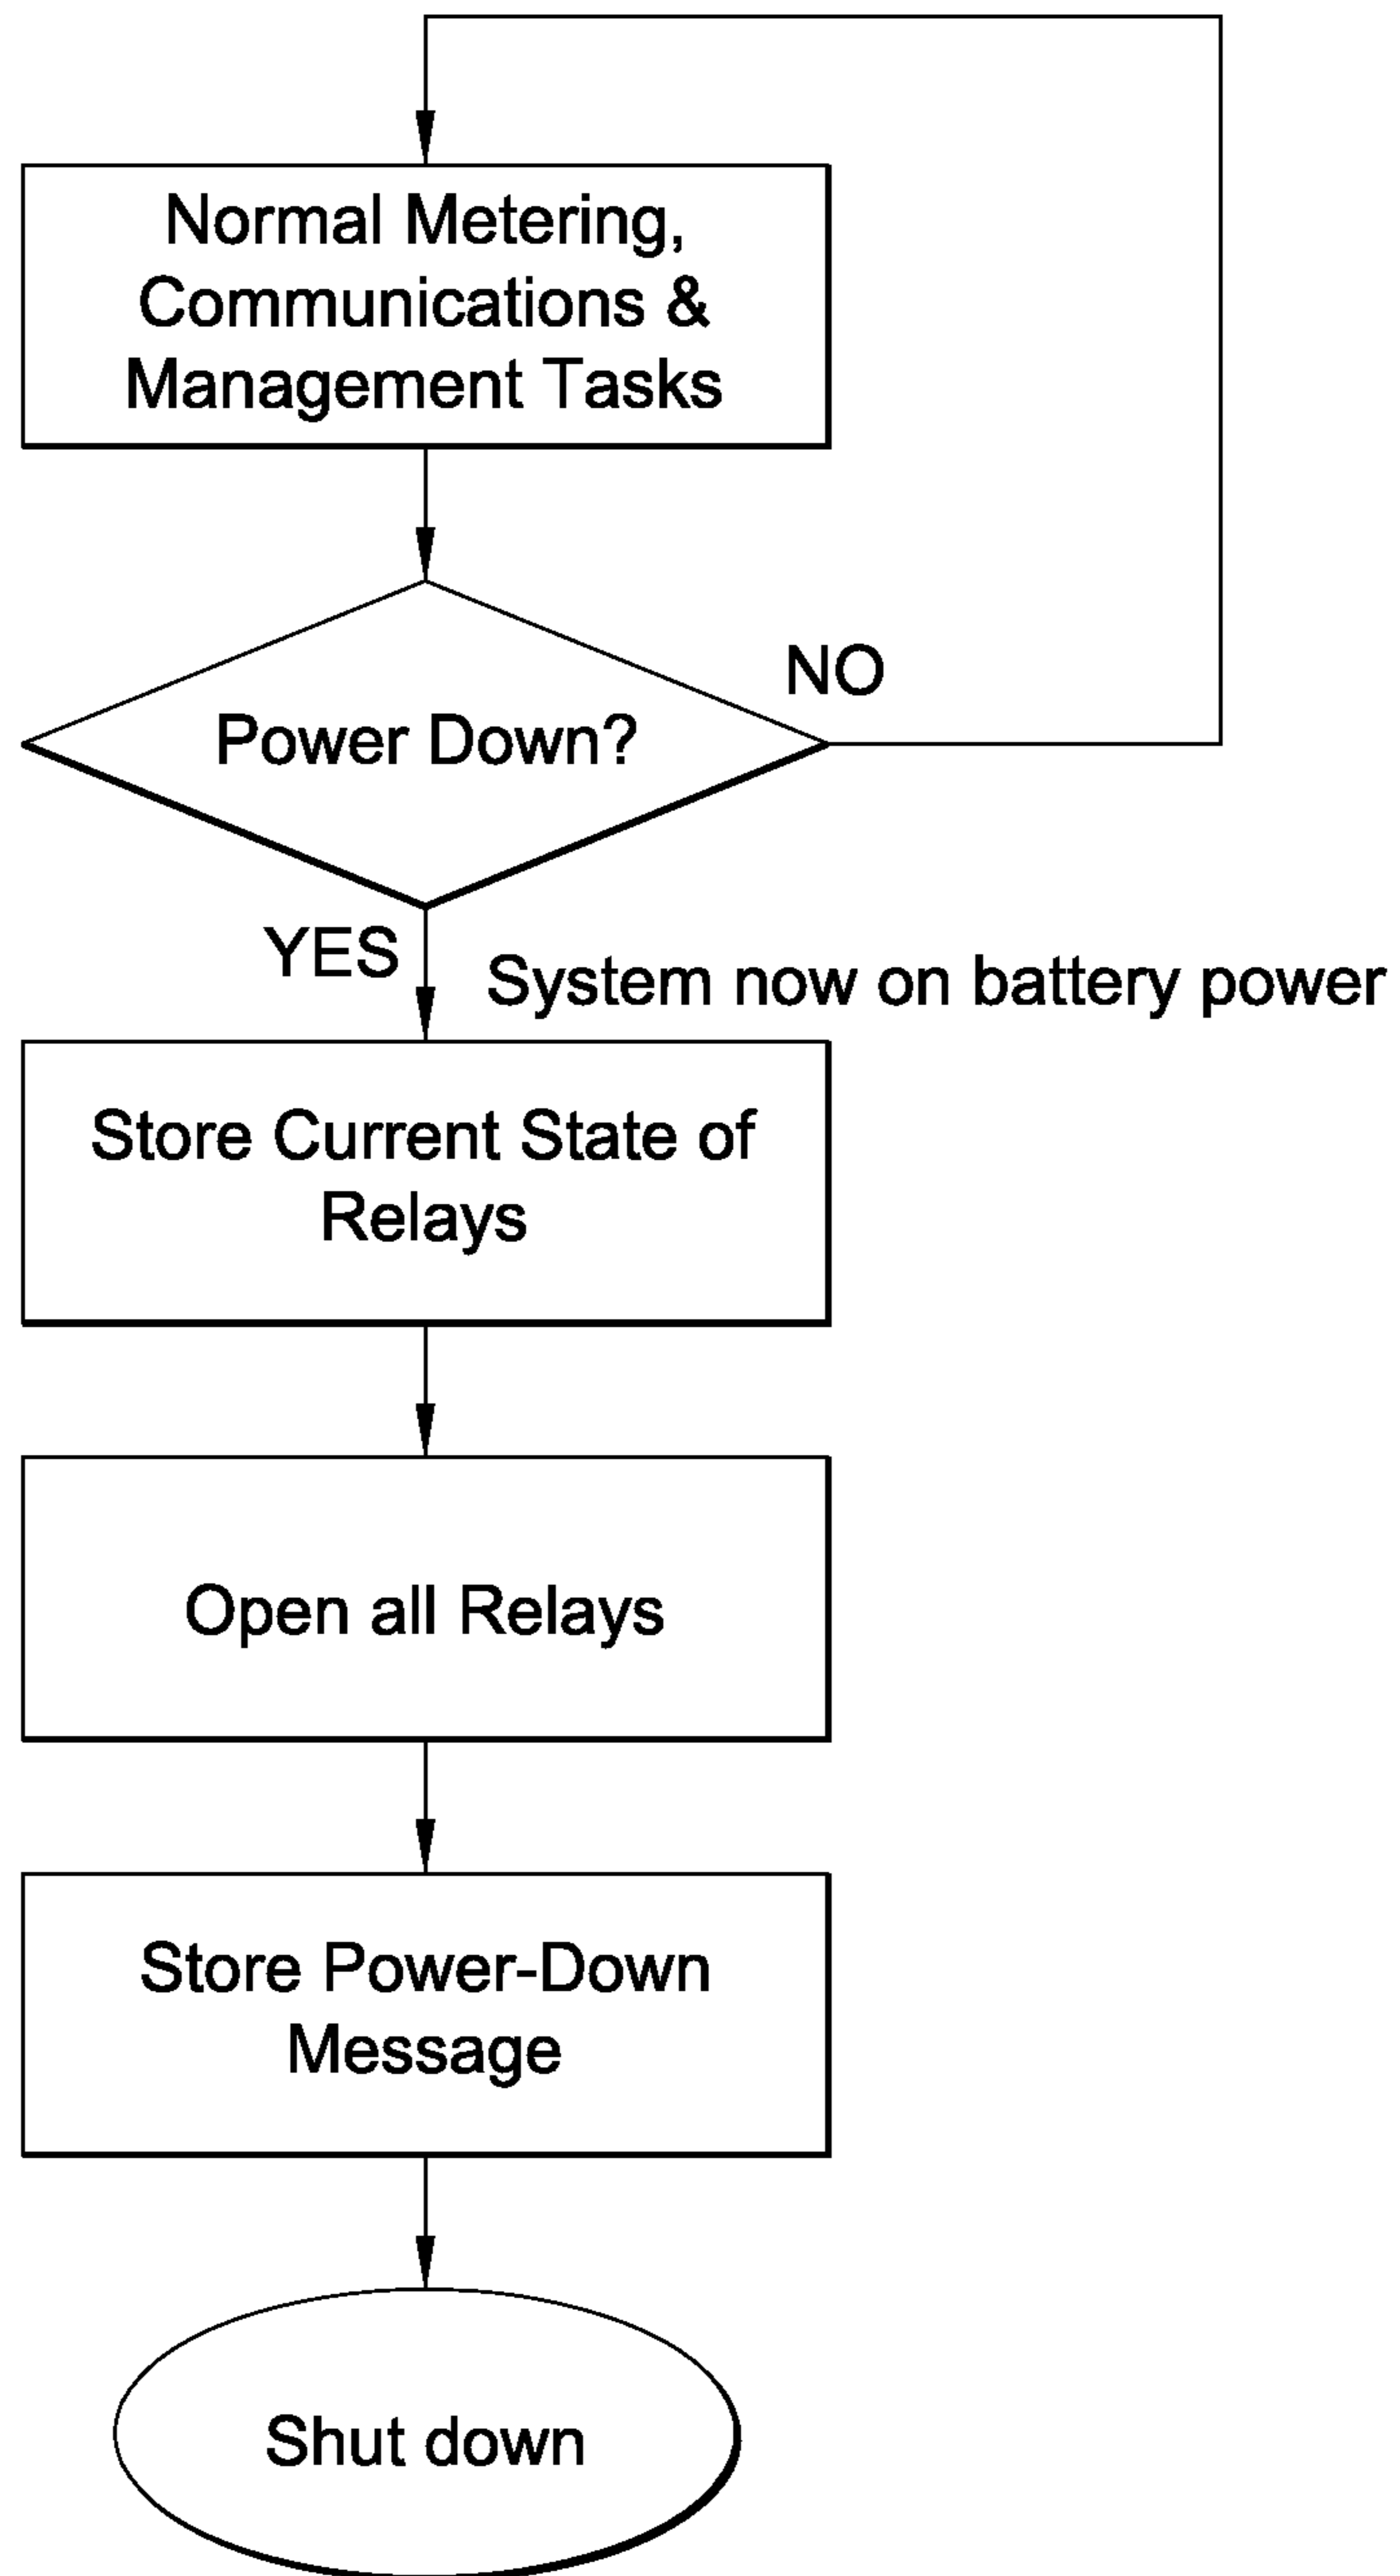 Normal Metering,
Communications &
Management Tasks
NO
Power Down?
YES
System now on battery power
Store Current State of
Relays
Open all Relays
Store Power-Down
Message
Shut down